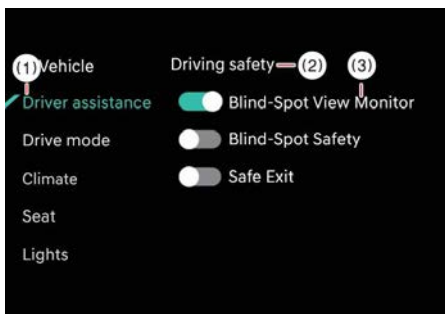 (1) Vehicle
Driving safety (2) (3)
Driver assistance
Blind-Spot View Monitor
Drive mode
Blind-Spot Safety
Climate
Safe Exit
Seat
Lights